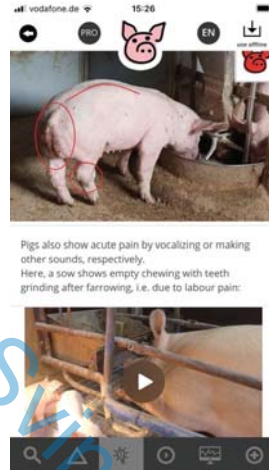 vodafone.de
15:26
PRO
EN
use offline
Pigs also show acute pain by vocalizing or making
other sounds, respectively.
Here, a sow shows empty chewing with teeth
grinding after farrowing, i.e. due to labour pain: